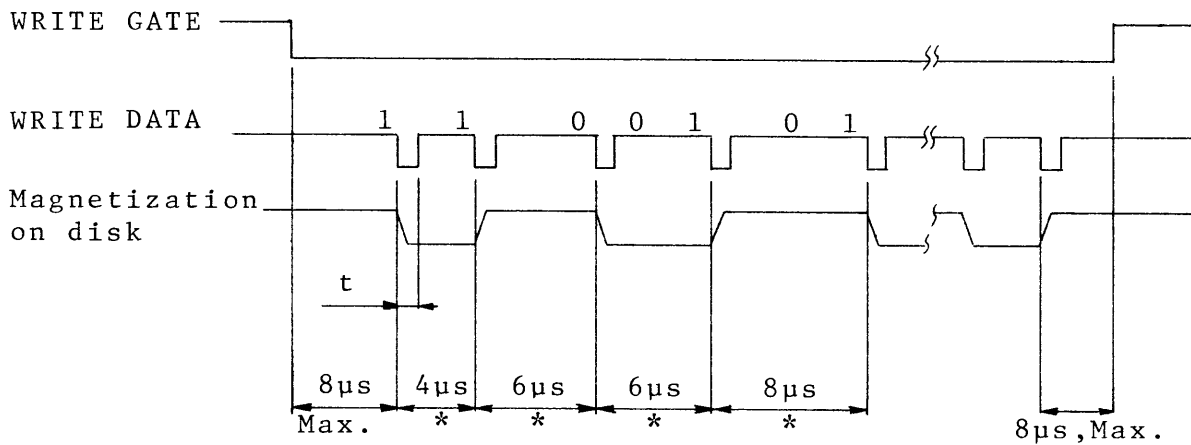 WRITE GATE
WRITE DATA 1 1 0 0 1 0 1
Magnetization
on disk
t
8µs 4µs 6µs 6µs 8µs
Max. * * * * 8µs,Max.